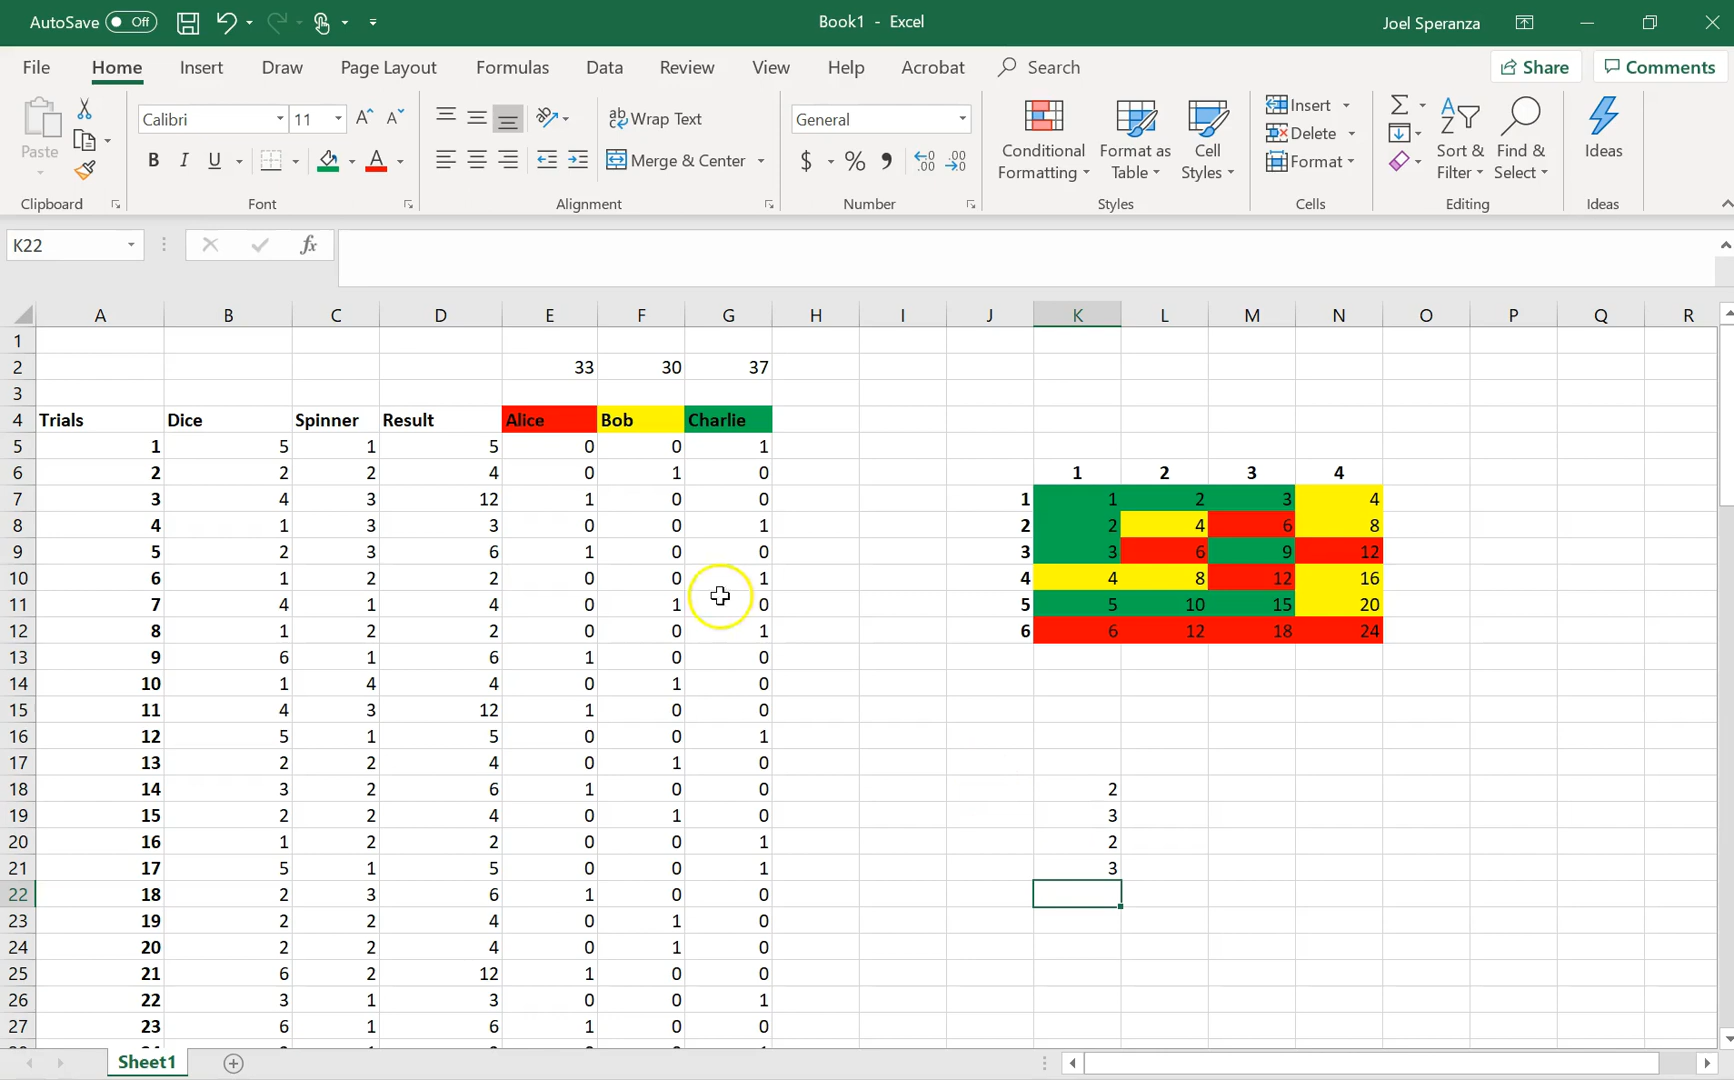 AutoSave Off Book1 - Excel Joel Speranza
File Home Insert Draw Page Layout Formulas Data Review View Help Acrobat Search Share Comments
Paste Calibri 11 Wrap Text General Conditional Formatting Format as Table Cell Styles Insert Sort & Filter Find & Select Ideas
B I U A Merge & Center $ % Delete
Format
Clipboard Font Alignment Number Styles Cells Editing Ideas
K22 fx
A B C D E F G H I J K L M N O P Q R
1
2 33 30 37
3
4 Trials Dice Spinner Result Alice Bob Charlie
5 1 5 1 5 0 0 1
6 2 2 2 4 0 1 0 1 2 3 4
7 3 4 3 12 1 0 0 1 1 2 3 4
8 4 1 3 3 0 0 1 2 2 4 6 8
9 5 2 3 6 1 0 0 3 3 6 9 12
10 6 1 2 2 0 0 1 4 4 8 12 16
11 7 4 1 4 0 1 0 5 5 10 15 20
12 8 1 2 2 0 0 1 6 6 12 18 24
13 9 6 1 6 1 0 0
14 10 1 4 4 0 1 0
15 11 4 3 12 1 0 0
16 12 5 1 5 0 0 1
17 13 2 2 4 0 1 0
18 14 3 2 6 1 0 0 2
19 15 2 2 4 0 1 0 3
20 16 1 2 2 0 0 1 2
21 17 5 1 5 0 0 1 3
22 18 2 3 6 1 0 0
23 19 2 2 4 0 1 0
24 20 2 2 4 0 1 0
25 21 6 2 12 1 0 0
26 22 3 1 3 0 0 1
27 23 6 1 6 1 0 0
Sheet1